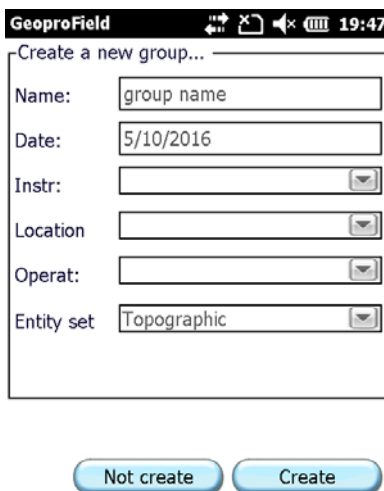 GeoproField 19:47
Create a new group...
Name: group name
Date: 5/10/2016
Instr:
Location
Operat:
Entity set Topographic
Not create Create